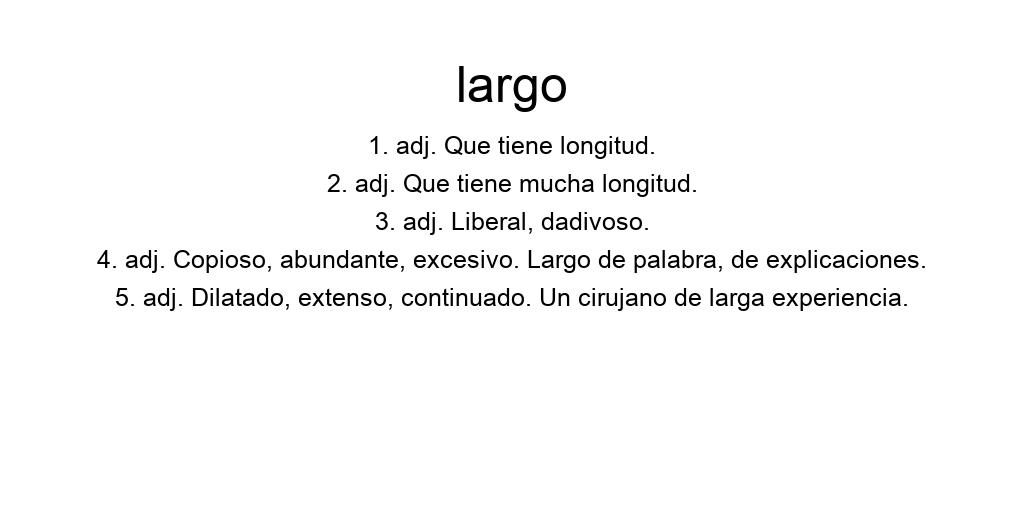 largo
1. adj. Que tiene longitud.
2. adj. Que tiene mucha longitud.
3. adj. Liberal, dadivoso.
4. adj. Copioso, abundante, excesivo. Largo de palabra, de explicaciones.
5. adj. Dilatado, extenso, continuado. Un cirujano de larga experiencia.